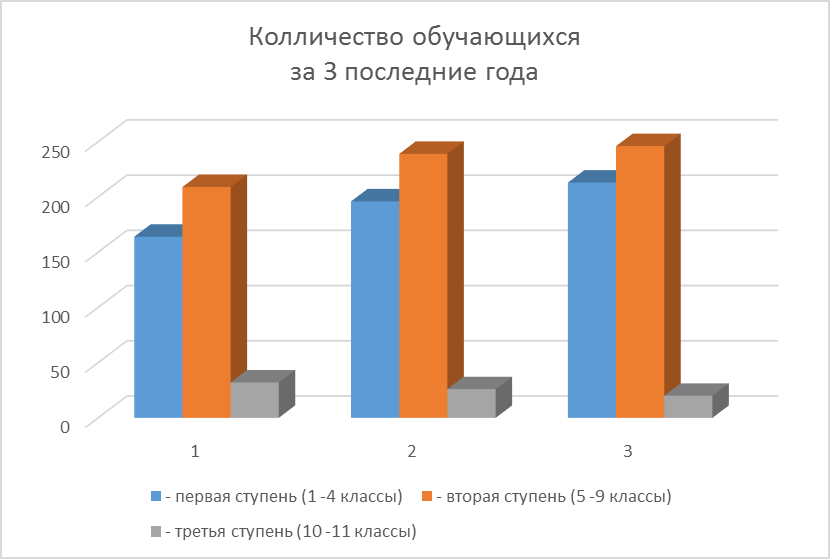 Колличество обучающихся
за 3 последние года
250
200
150
100
50
0
1 2 3
- первая ступень (1 -4 классы) - вторая ступень (5 -9 классы)
- третья ступень (10 -11 классы)